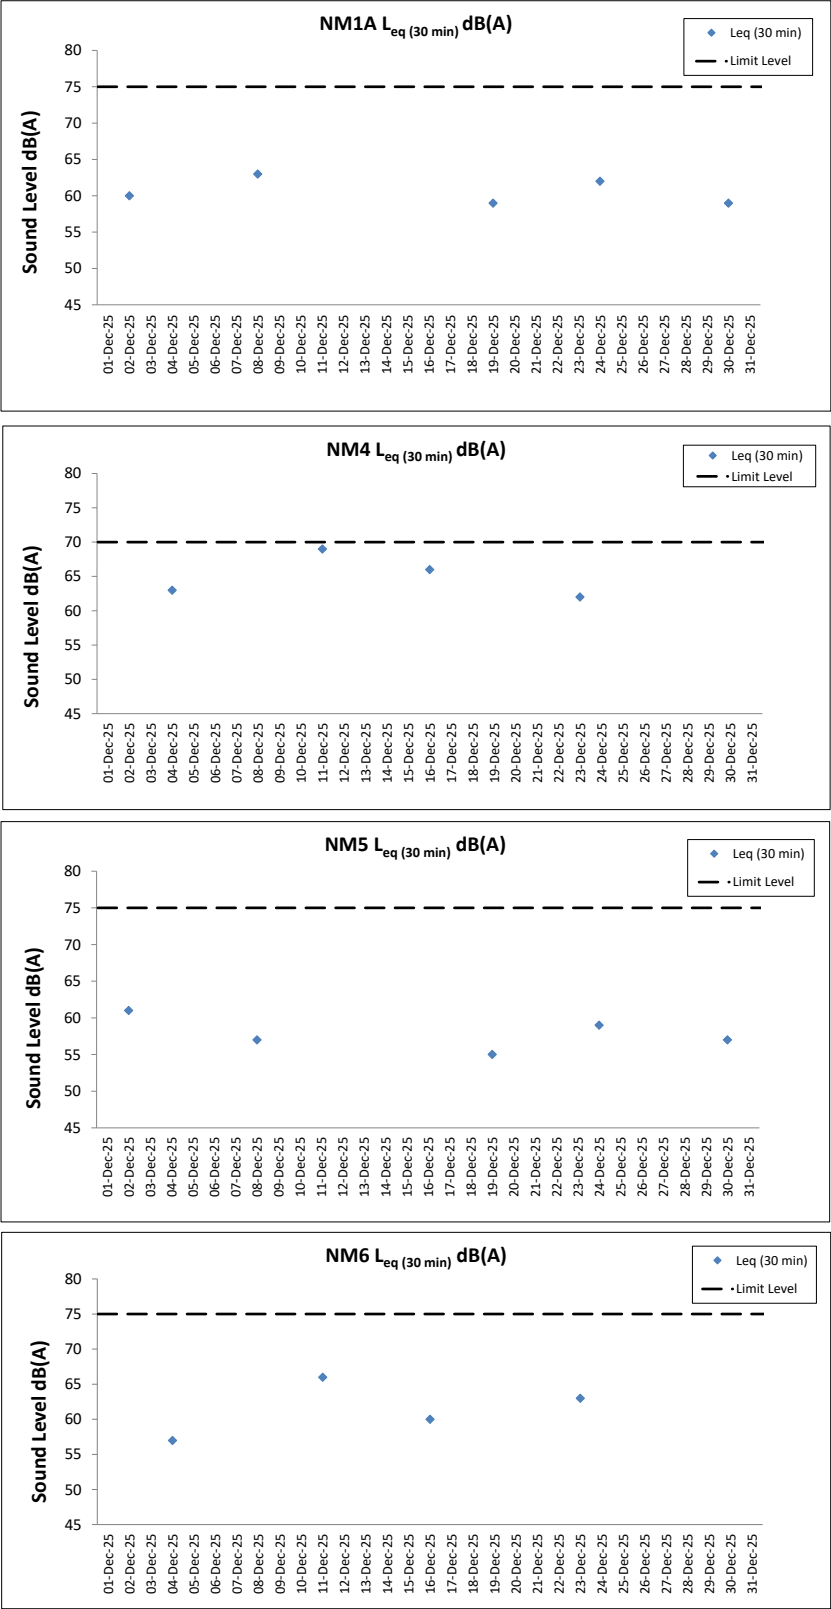 NM1A Leq (30 min) dB(A)
Leq (30 min)
Limit Level
Sound Level dB(A)
80
75
70
65
60
55
50
45
01-Dec-25
02-Dec-25
03-Dec-25
04-Dec-25
05-Dec-25
06-Dec-25
07-Dec-25
08-Dec-25
09-Dec-25
10-Dec-25
11-Dec-25
12-Dec-25
13-Dec-25
14-Dec-25
15-Dec-25
16-Dec-25
17-Dec-25
18-Dec-25
19-Dec-25
20-Dec-25
21-Dec-25
22-Dec-25
23-Dec-25
24-Dec-25
25-Dec-25
26-Dec-25
27-Dec-25
28-Dec-25
29-Dec-25
30-Dec-25
31-Dec-25
NM4 Leq (30 min) dB(A)
Leq (30 min)
Limit Level
Sound Level dB(A)
80
75
70
65
60
55
50
45
01-Dec-25
02-Dec-25
03-Dec-25
04-Dec-25
05-Dec-25
06-Dec-25
07-Dec-25
08-Dec-25
09-Dec-25
10-Dec-25
11-Dec-25
12-Dec-25
13-Dec-25
14-Dec-25
15-Dec-25
16-Dec-25
17-Dec-25
18-Dec-25
19-Dec-25
20-Dec-25
21-Dec-25
22-Dec-25
23-Dec-25
24-Dec-25
25-Dec-25
26-Dec-25
27-Dec-25
28-Dec-25
29-Dec-25
30-Dec-25
31-Dec-25
NM5 Leq (30 min) dB(A)
Leq (30 min)
Limit Level
Sound Level dB(A)
80
75
70
65
60
55
50
45
01-Dec-25
02-Dec-25
03-Dec-25
04-Dec-25
05-Dec-25
06-Dec-25
07-Dec-25
08-Dec-25
09-Dec-25
10-Dec-25
11-Dec-25
12-Dec-25
13-Dec-25
14-Dec-25
15-Dec-25
16-Dec-25
17-Dec-25
18-Dec-25
19-Dec-25
20-Dec-25
21-Dec-25
22-Dec-25
23-Dec-25
24-Dec-25
25-Dec-25
26-Dec-25
27-Dec-25
28-Dec-25
29-Dec-25
30-Dec-25
31-Dec-25
NM6 Leq (30 min) dB(A)
Leq (30 min)
Limit Level
Sound Level dB(A)
80
75
70
65
60
55
50
45
01-Dec-25
02-Dec-25
03-Dec-25
04-Dec-25
05-Dec-25
06-Dec-25
07-Dec-25
08-Dec-25
09-Dec-25
10-Dec-25
11-Dec-25
12-Dec-25
13-Dec-25
14-Dec-25
15-Dec-25
16-Dec-25
17-Dec-25
18-Dec-25
19-Dec-25
20-Dec-25
21-Dec-25
22-Dec-25
23-Dec-25
24-Dec-25
25-Dec-25
26-Dec-25
27-Dec-25
28-Dec-25
29-Dec-25
30-Dec-25
31-Dec-25